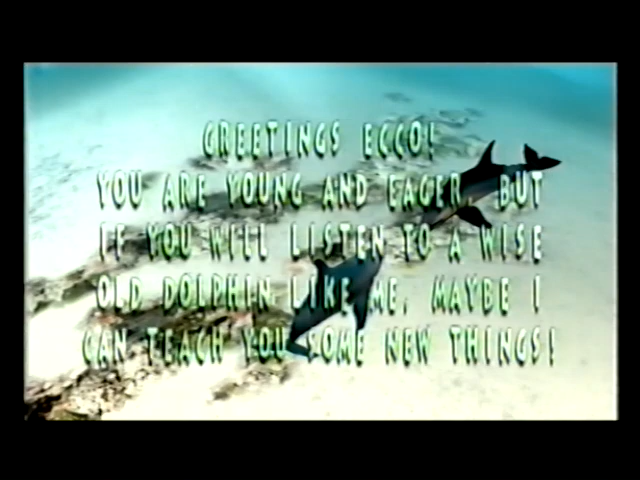 GREETINGS ECCO!
YOU ARE YOUNG AND EAGER, BUT
IF YOU WILL LISTEN TO A WISE
OLD DOLPHIN LIKE ME, MAYBE I
CAN TEACH YOU SOME NEW THINGS!